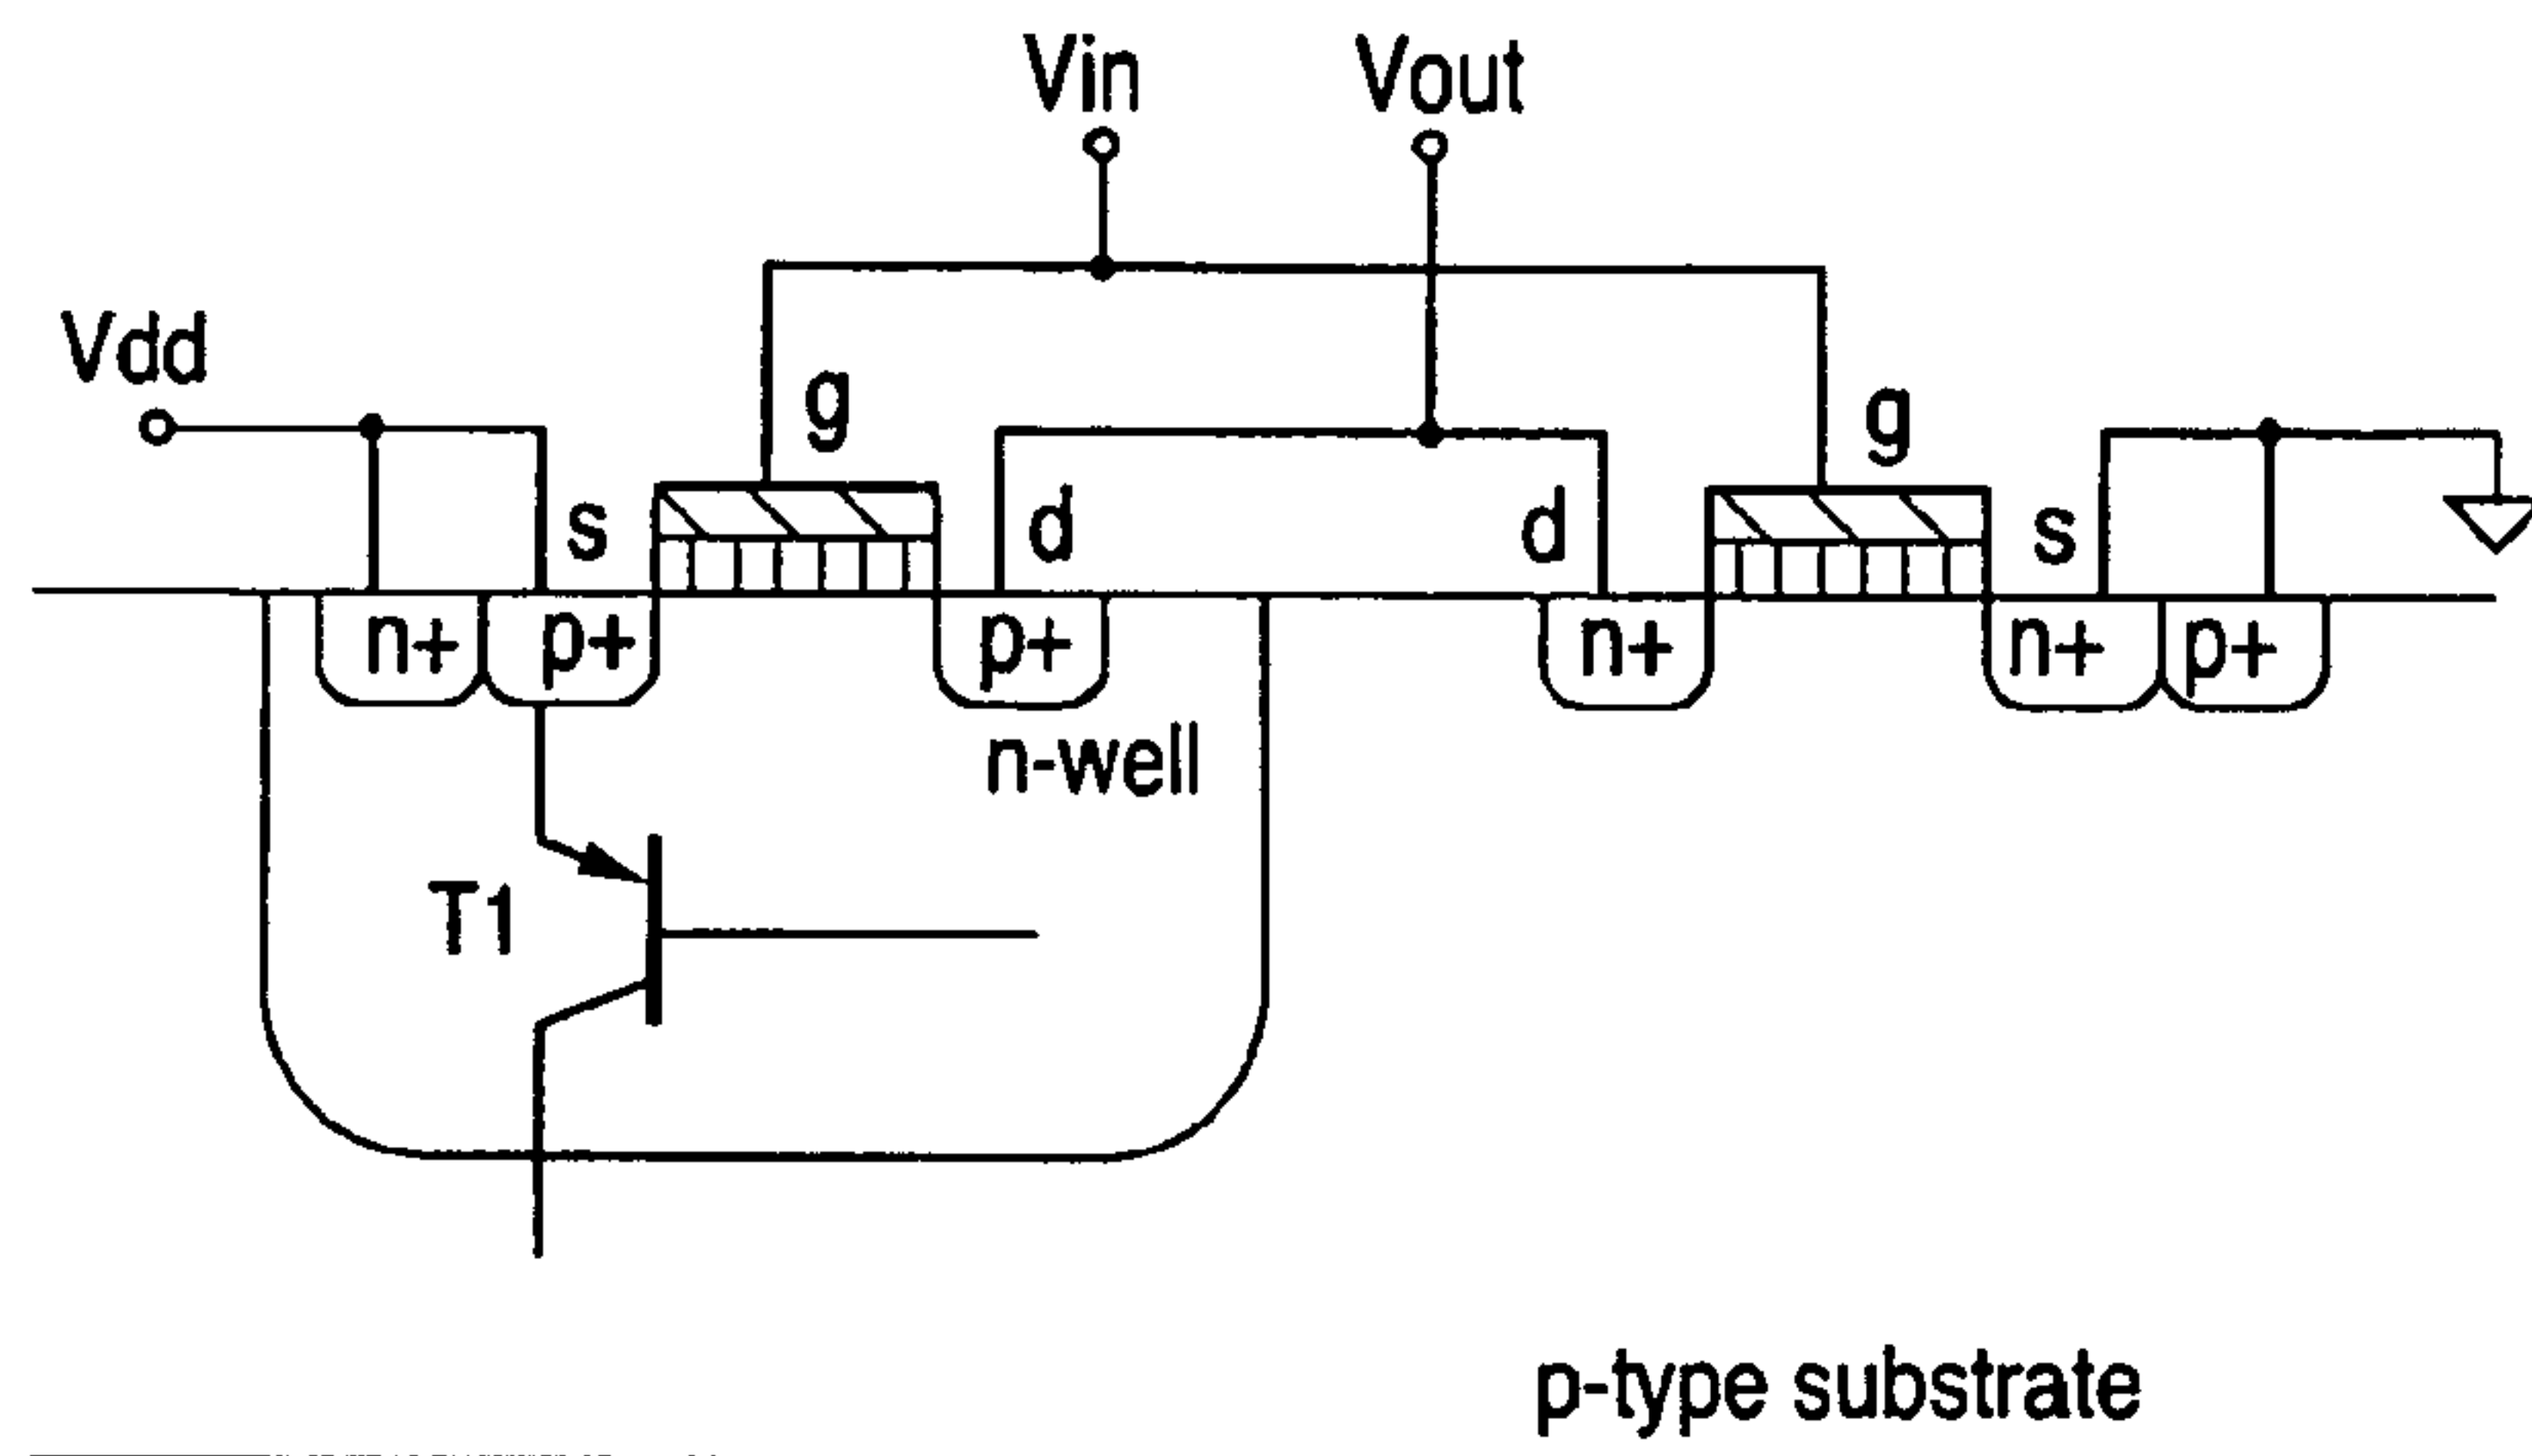 Vin Vout
Vdd
g g
s d d s
n+ p+ p+ n+ n+ p+
n-well
T1
p-type substrate